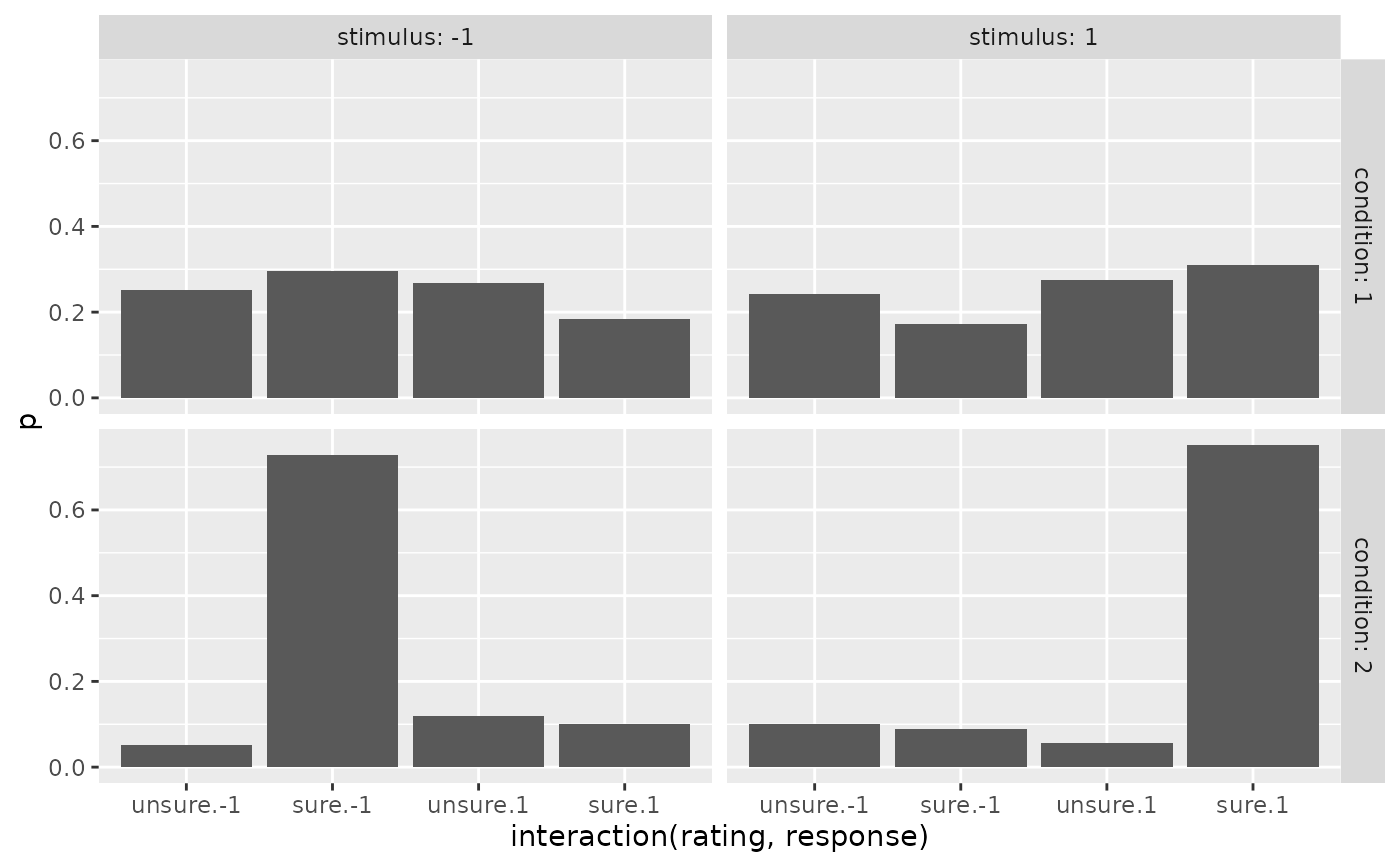 stimulus: -1
stimulus: 1
0.6
0.4
0.2
0.0
condition: 1
p
0.6
0.4
0.2
0.0
condition: 2
unsure.-1 sure.-1 unsure.1 sure.1
unsure.-1 sure.-1 unsure.1 sure.1
interaction(rating, response)